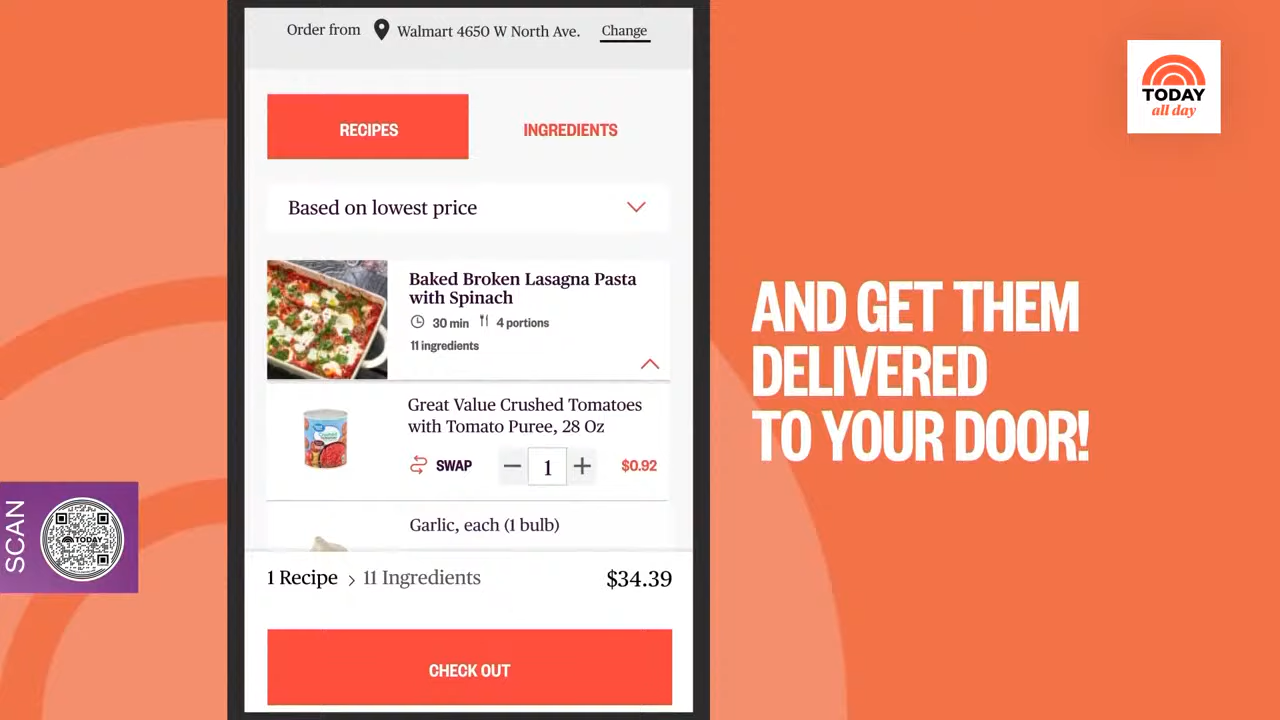 Order from Walmart 4650 W North Ave. Change
TODAY
all day
RECIPES
INGREDIENTS
Based on lowest price
Baked Broken Lasagna Pasta
with Spinach
30 min 4 portions
11 ingredients
Great Value Crushed Tomatoes
with Tomato Puree, 28 Oz
SWAP
1
$0.92
Garlic, each (1 bulb)
1 Recipe > 11 Ingredients
$34.39
CHECK OUT
AND GET THEM
DELIVERED
TO YOUR DOOR!
SCAN
TODAY